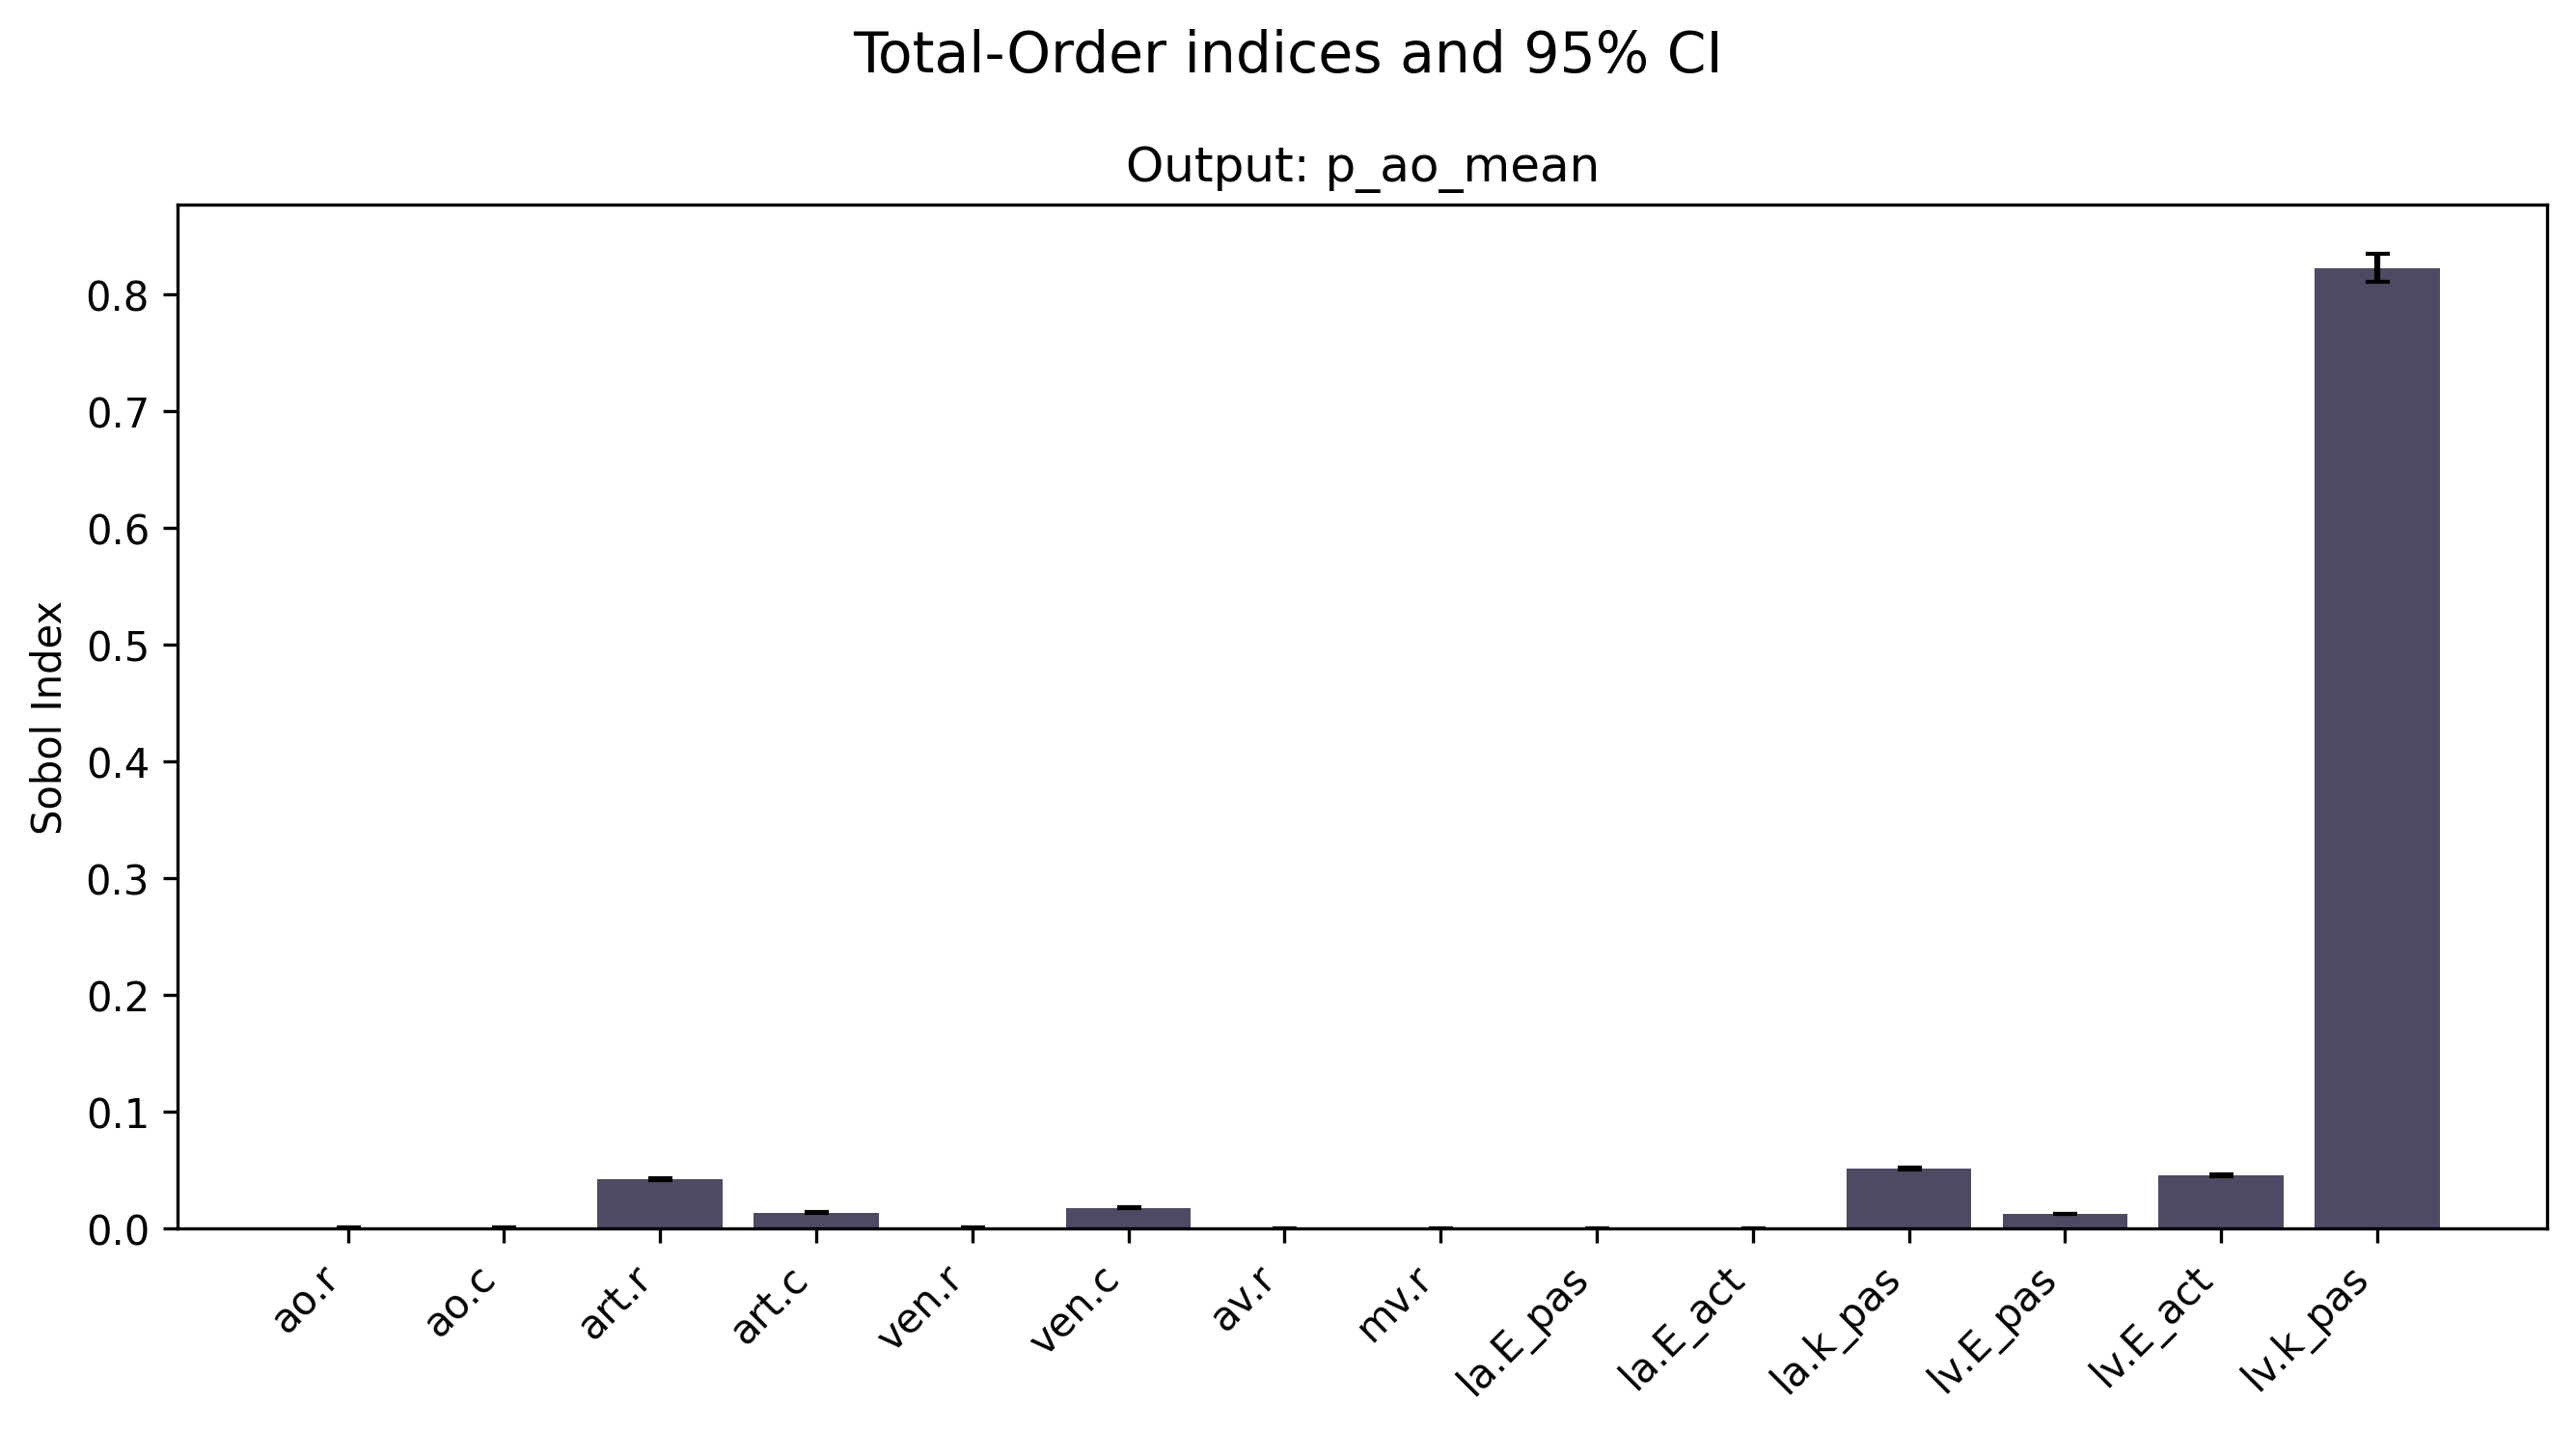 Total-Order indices and 95% CI
Output: p_ao_mean
Sobol Index
0.8
0.7
0.6
0.5
0.4
0.3
0.2
0.1
0.0
ao.r
ao.c
art.r
art.c
ven.r
ven.c
av.r
mv.r
la.E_pas
la.E_act
la.k_pas
lv.E_pas
lv.E_act
lv.k_pas